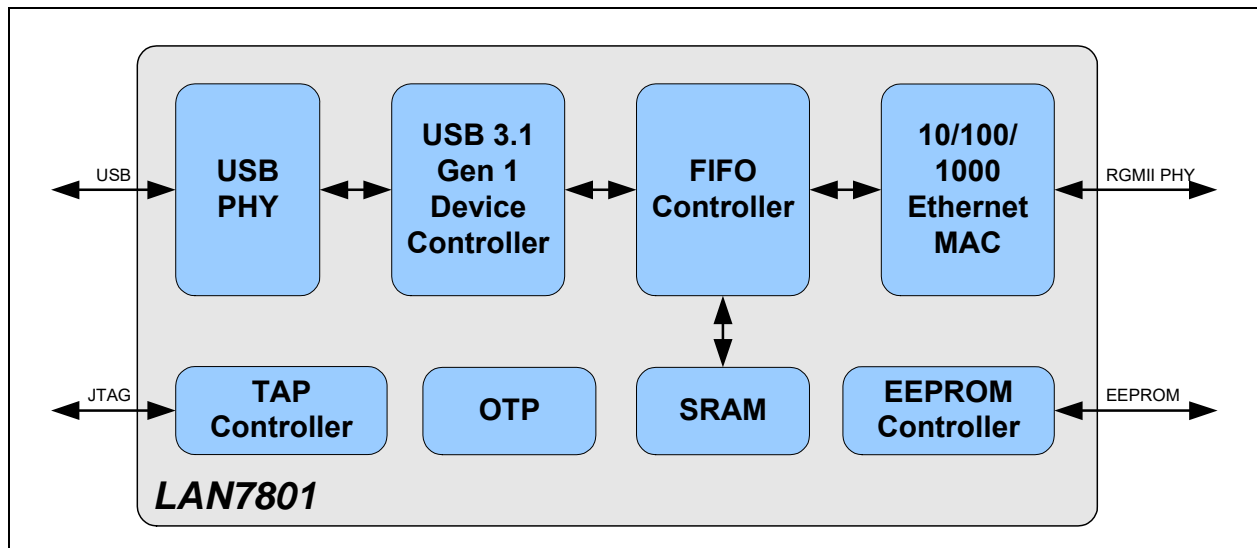 USB
USB
PHY
USB 3.1
Gen 1
Device
Controller
FIFO
Controller
10/100/
1000
Ethernet
MAC
RGMII PHY
JTAG
TAP
Controller
OTP
SRAM
EEPROM
Controller
EEPROM
LAN7801